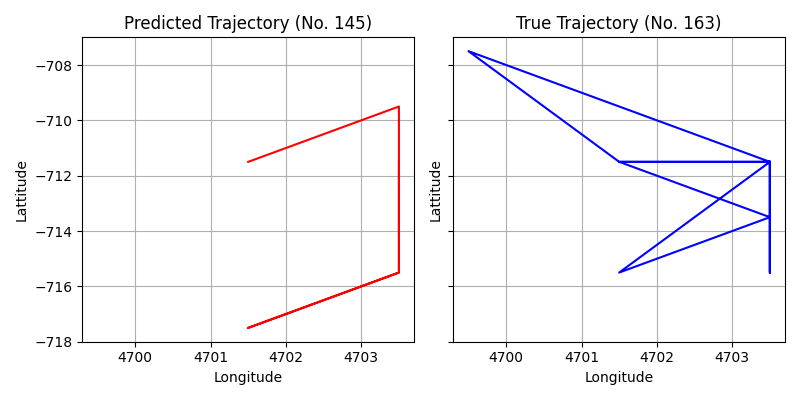 Predicted Trajectory (No. 145)
True Trajectory (No. 163)
−708
−710
−712
−714
−716
−718
Lattitude
Lattitude
4700
4701
4702
4703
4700
4701
4702
4703
Longitude
Longitude